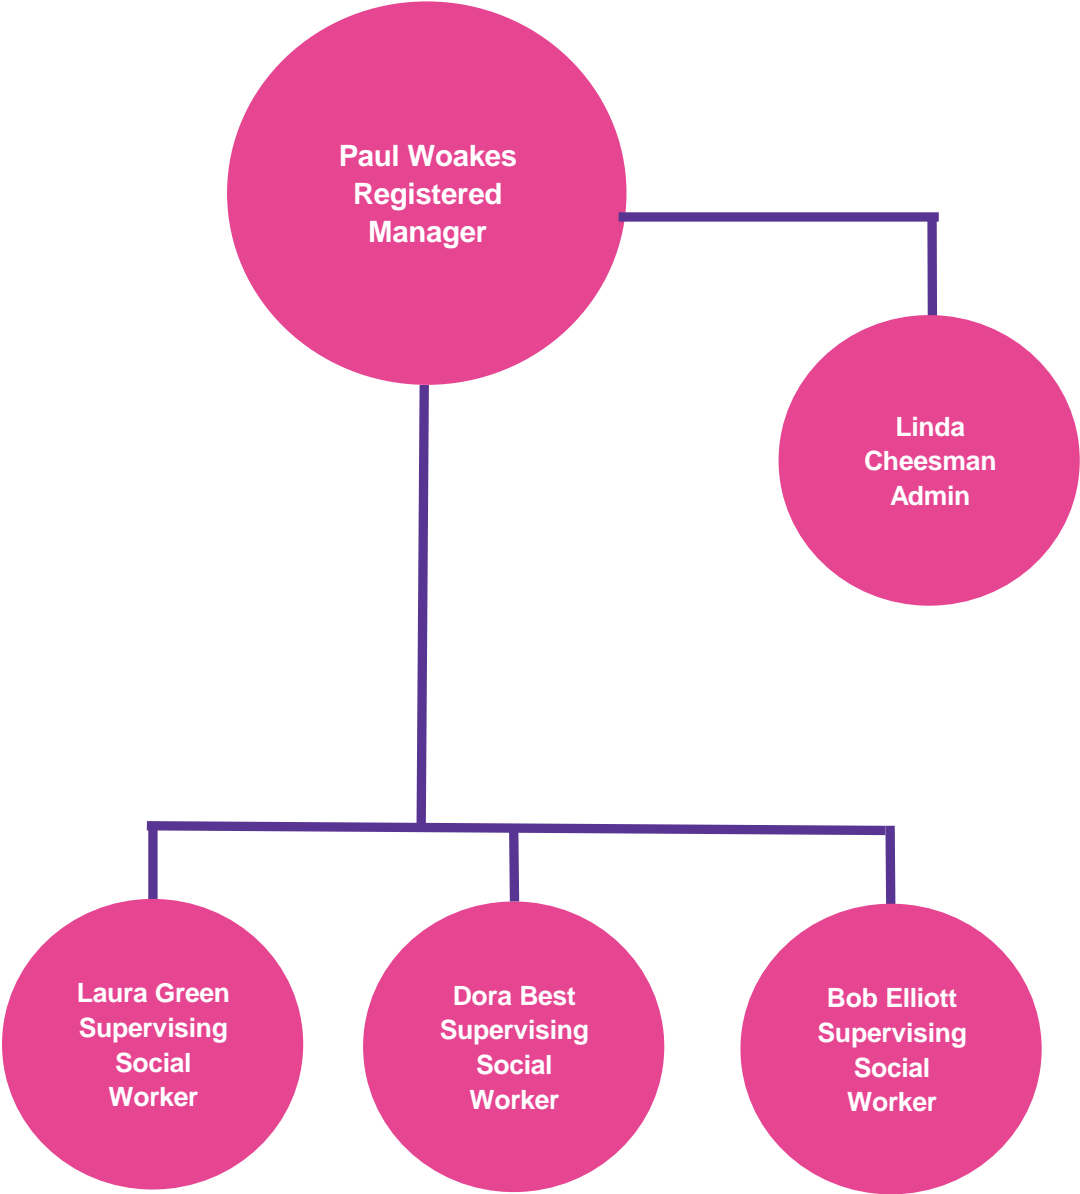 Paul Woakes
Registered
Manager
Linda
Cheesman
Admin
Laura Green
Supervising
Social
Worker
Dora Best
Supervising
Social
Worker
Bob Elliott
Supervising
Social
Worker